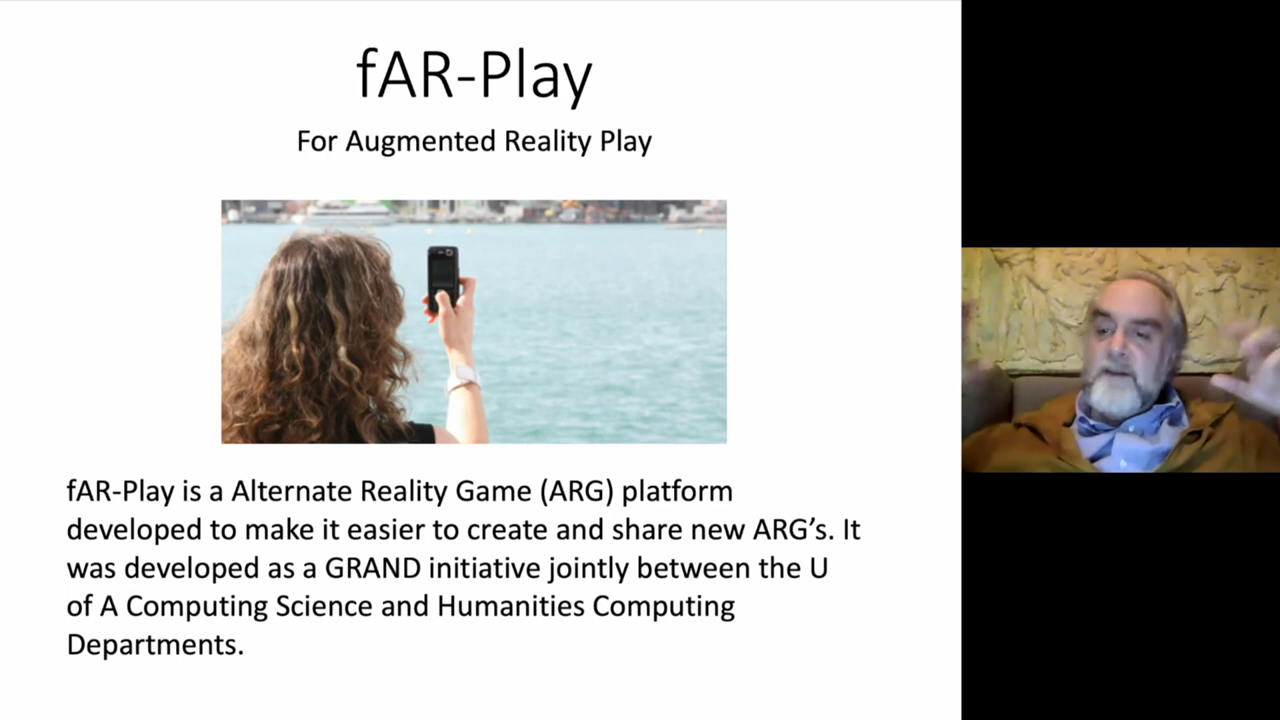 fAR-Play
For Augmented Reality Play
fAR-Play is a Alternate Reality Game (ARG) platform
developed to make it easier to create and share new ARG’s. It
was developed as a GRAND initiative jointly between the U
of A Computing Science and Humanities Computing
Departments.